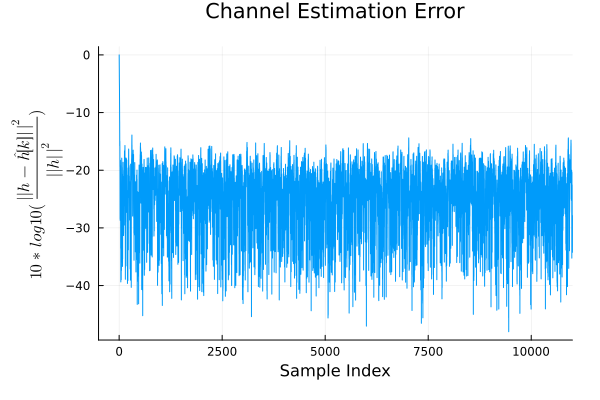 Channel Estimation Error
10 * log10( ||h − ĥ[k]||² / ||h||² )
0
−10
−20
−30
−40
0 2500 5000 7500 10000
Sample Index